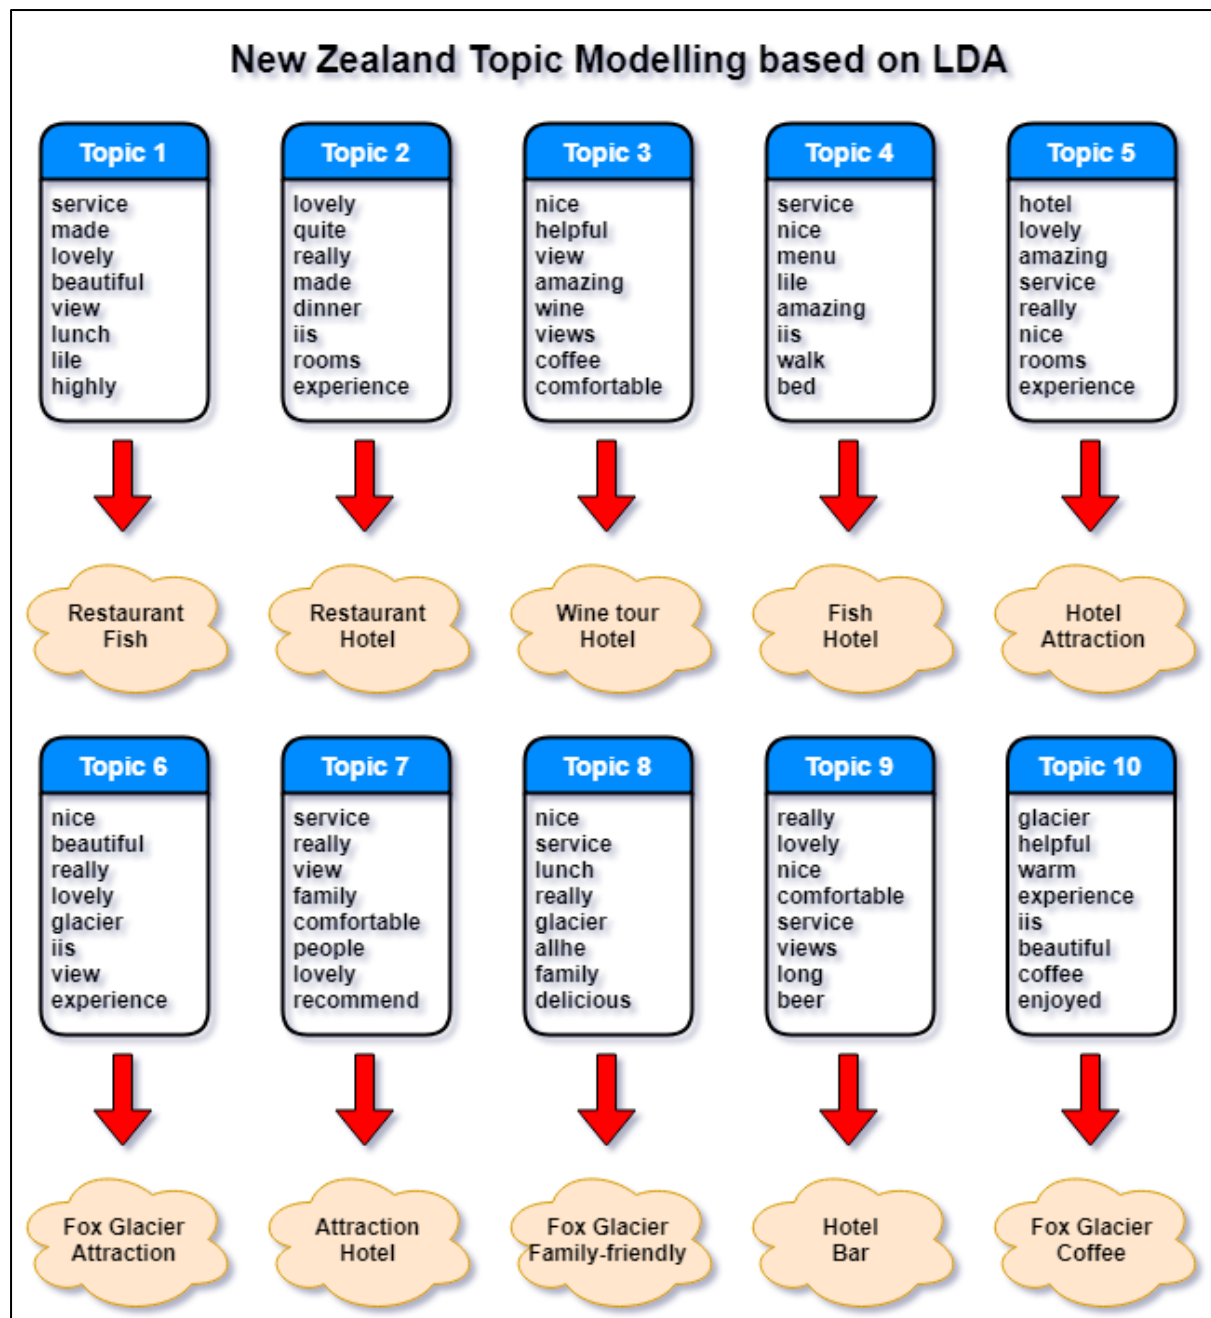 New Zealand Topic Modelling based on LDA
Topic 1
service
made
lovely
beautiful
view
lunch
lile
highly
Restaurant
Fish
Topic 2
lovely
quite
really
made
dinner
iis
rooms
experience
Restaurant
Hotel
Topic 3
nice
helpful
view
amazing
wine
views
coffee
comfortable
Wine tour
Hotel
Topic 4
service
nice
menu
lile
amazing
iis
walk
bed
Fish
Hotel
Topic 5
hotel
lovely
amazing
service
really
nice
rooms
experience
Hotel
Attraction
Topic 6
nice
beautiful
really
lovely
glacier
iis
view
experience
Fox Glacier
Attraction
Topic 7
service
really
view
family
comfortable
people
lovely
recommend
Attraction
Hotel
Topic 8
nice
service
lunch
really
glacier
allhe
family
delicious
Fox Glacier
Family-friendly
Topic 9
really
lovely
nice
comfortable
service
views
long
beer
Hotel
Bar
Topic 10
glacier
helpful
warm
experience
iis
beautiful
coffee
enjoyed
Fox Glacier
Coffee